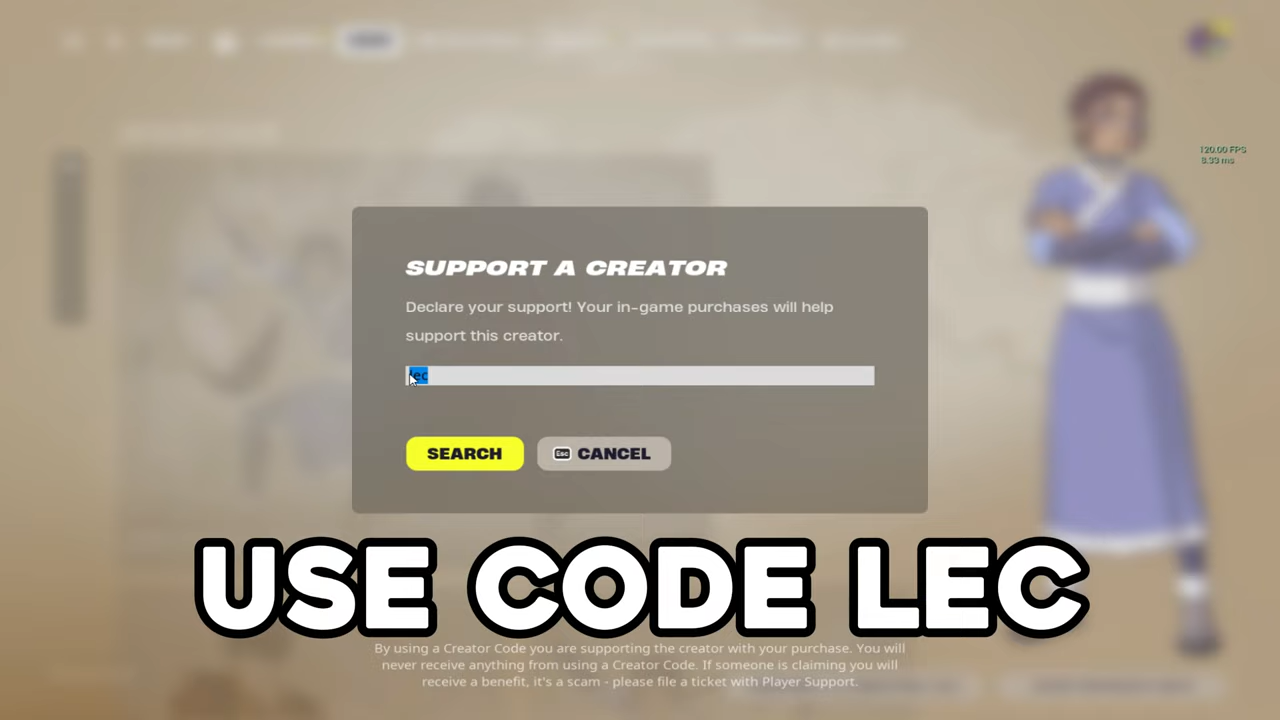 120.00 FPS
8.33 ms
SUPPORT A CREATOR
Declare your support! Your in-game purchases will help
support this creator.
lec
SEARCH
Esc CANCEL
USE CODE LEC
By using a Creator Code you are supporting the creator with your purchase. You will
never receive anything from using a Creator Code. If someone is claiming you will
receive a benefit, it's a scam - please file a ticket with Player Support.